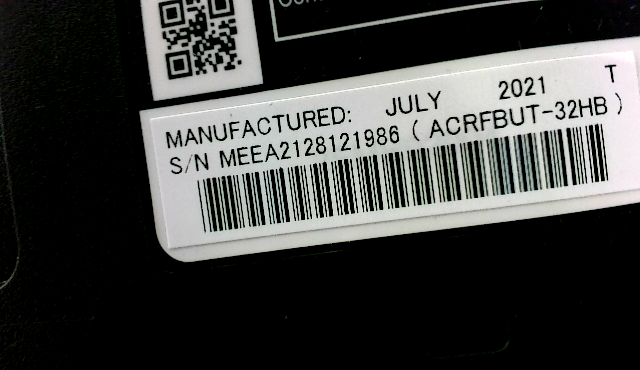 MANUFACTURED: JULY 2021 T
S/N MEEA2128121986 ( ACRFBUT-32HB )